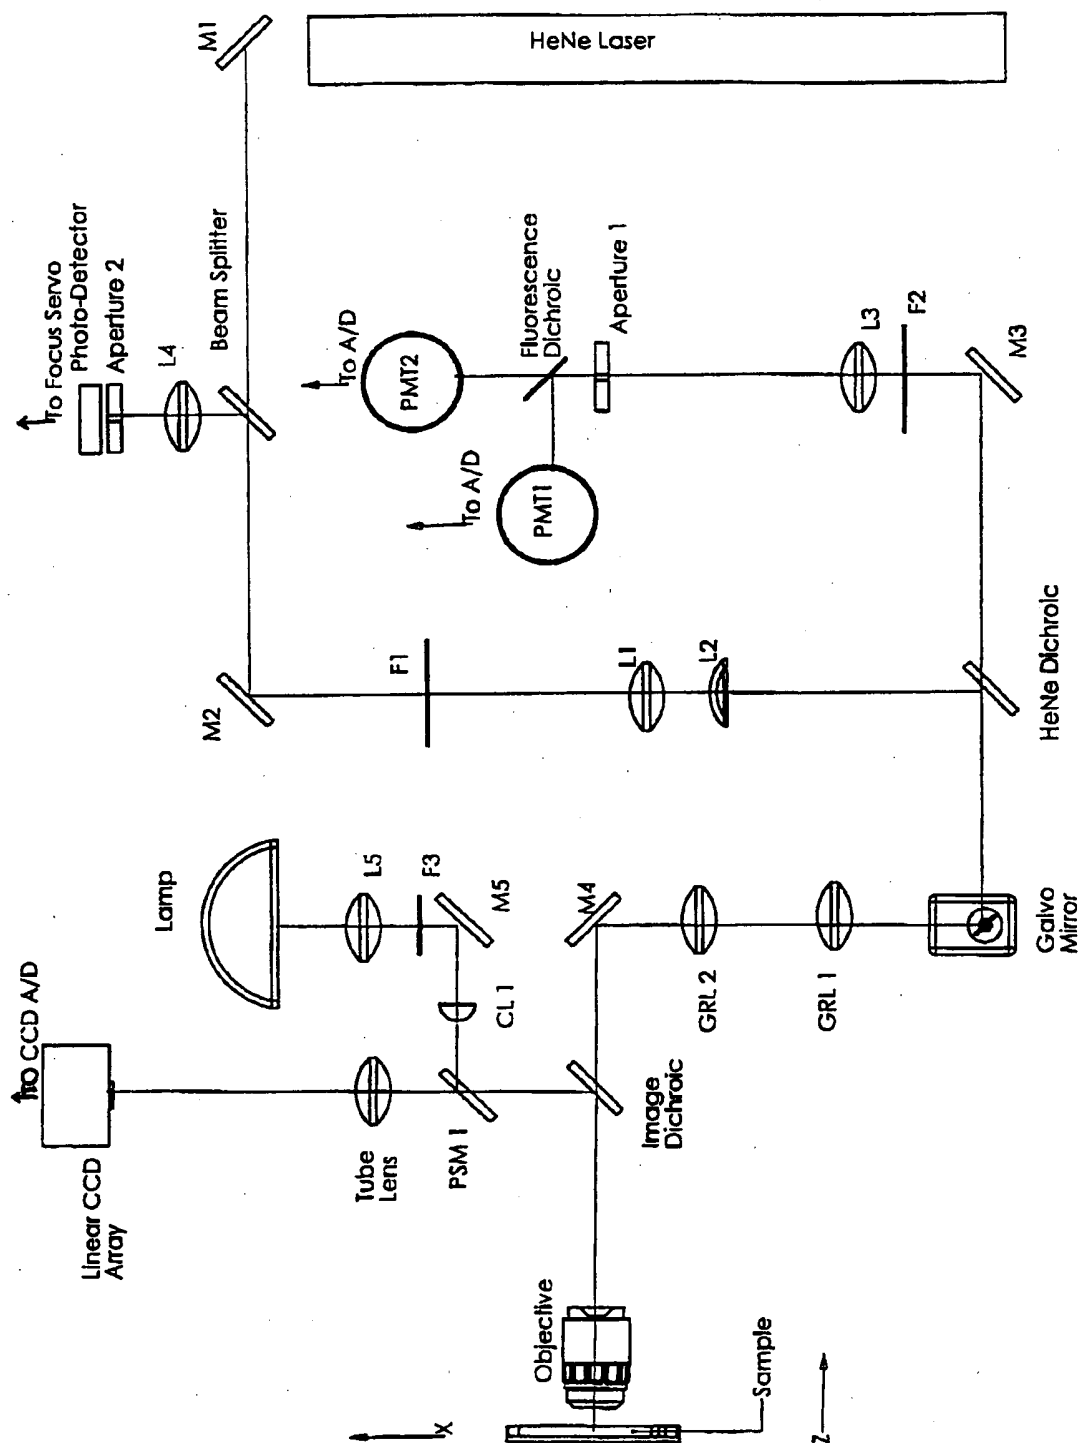 HeNe Laser
M1
To Focus Servo
Photo-Detector
Aperture 2
L4
Beam Splitter
To A/D
PMT2
Fluorescence
Dichroic
Aperture 1
L3
F2
M3
To A/D
PMT1
M2
F1
L1
L2
HeNe Dichroic
Lamp
L5
F3
M5
CL 1
M4
GRL 2
GRL 1
Galvo
Mirror
TO CCD A/D
Linear CCD
Array
Tube
Lens
PSM 1
Image
Dichroic
Objective
Sample
X
Z